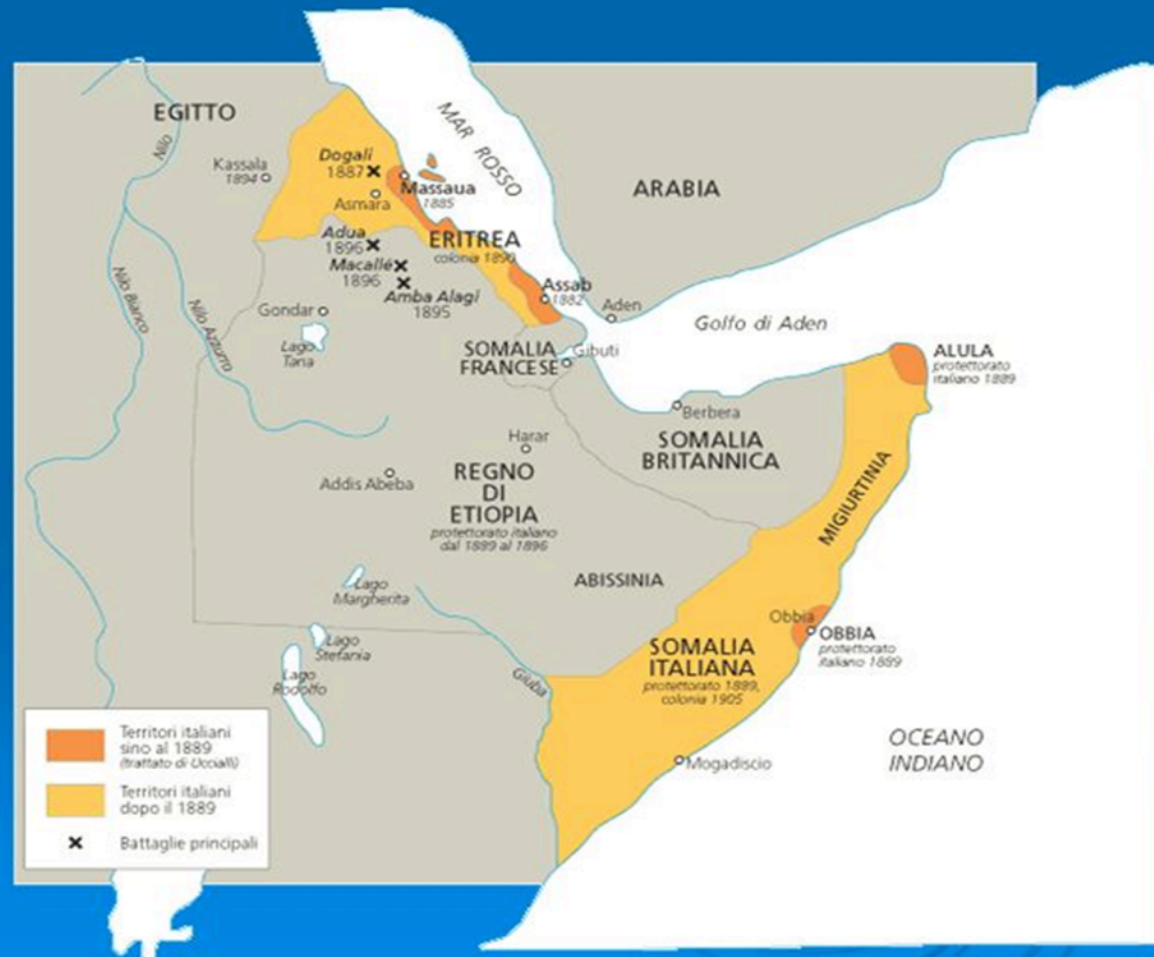 EGITTO
MAR ROSSO
Nilo
Kassala
1894
Dogali
1887
Massaua
1885
Asmara
ARABIA
Adua
1896
ERITREA
colonia 1890
Macallé
1896
Amba Alagi
1895
Assab
1882
Nilo Bianco
Nilo Azzurro
Gondar
Lago
Tana
Aden
Golfo di Aden
SOMALIA
FRANCESE
Gibuti
ALULA
protettorato
italiano 1889
Berbera
SOMALIA
BRITANNICA
Harar
Addis Abeba
REGNO
DI
ETIOPIA
protettorato italiano
dal 1889 al 1896
MIGIURTINIA
ABISSINIA
Lago
Margherita
Obbia
OBBIA
protettorato
italiano 1889
Lago
Stefania
Lago
Rodolfo
Giuba
SOMALIA
ITALIANA
protettorato 1889,
colonia 1905
Mogadiscio
OCEANO
INDIANO
Territori italiani
sino al 1889
(trattato di Uccialli)
Territori italiani
dopo il 1889
Battaglie principali